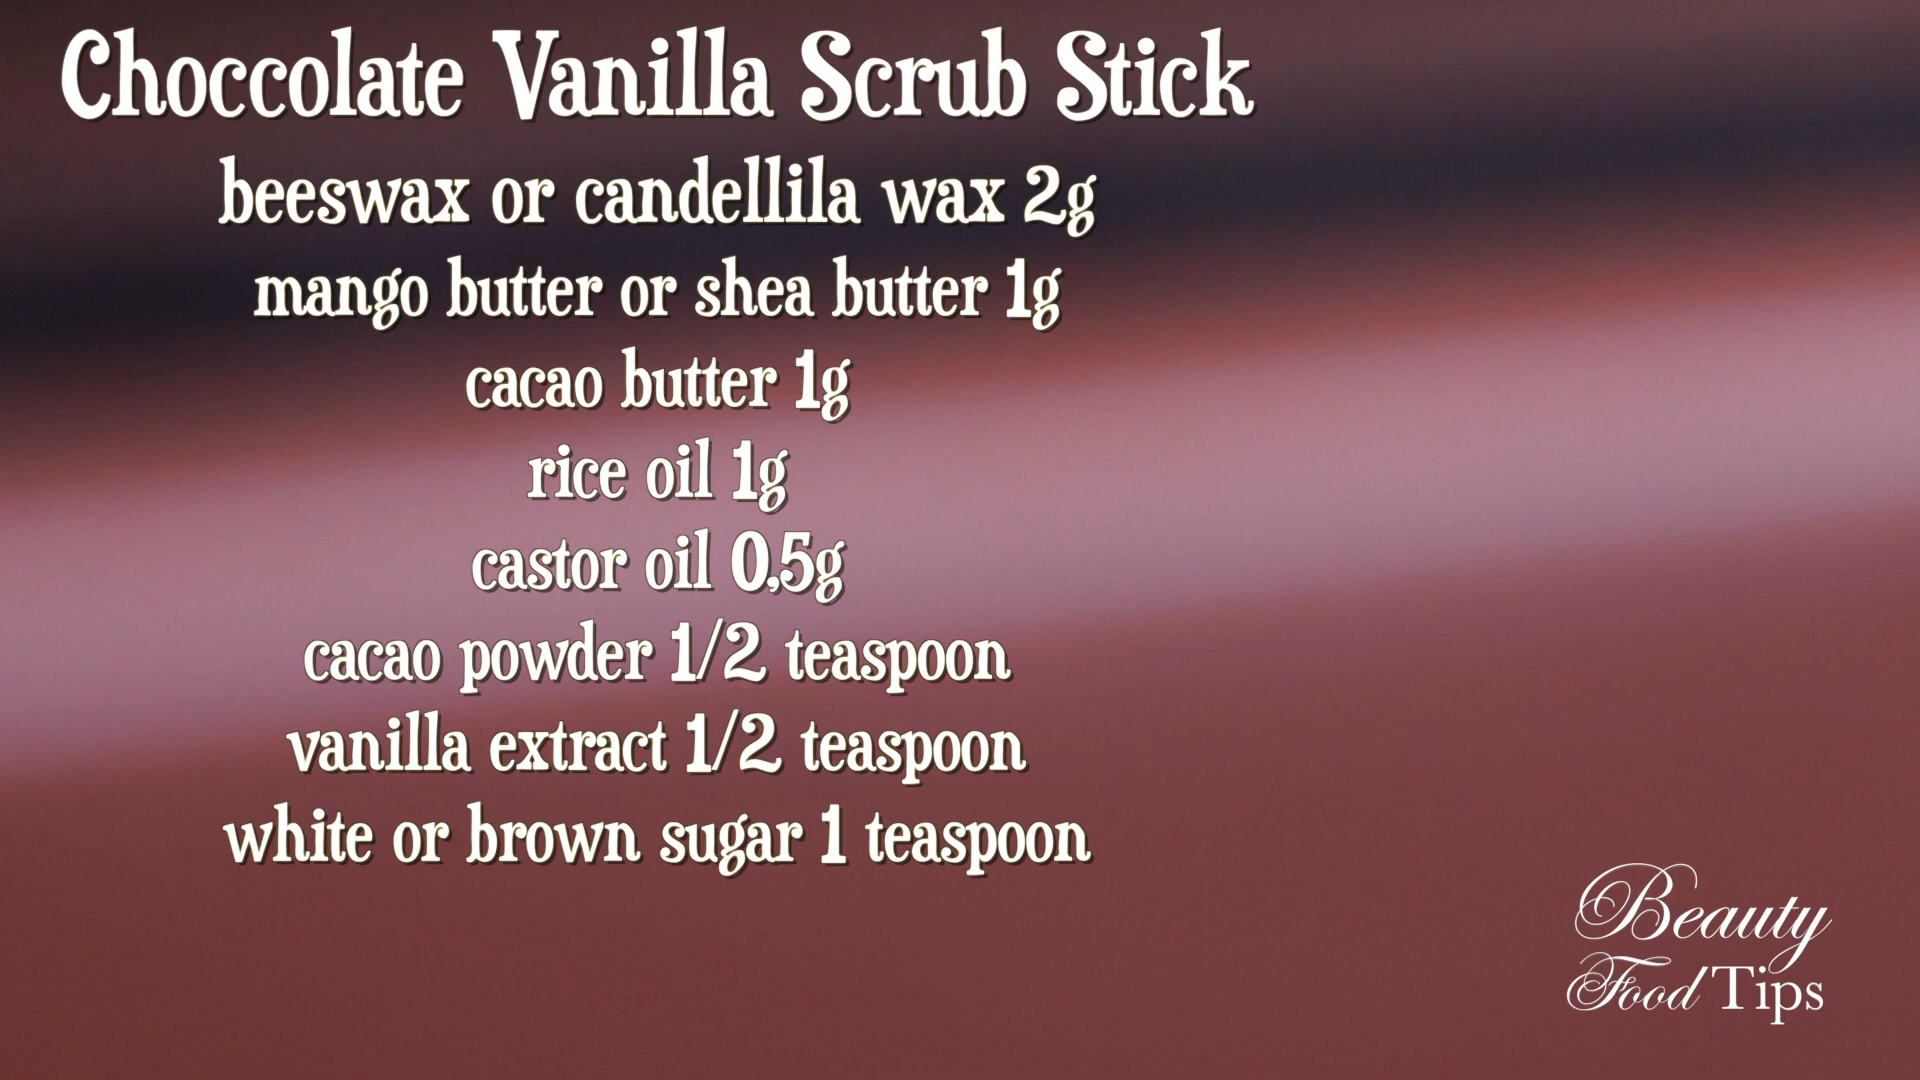 Choccolate Vanilla Scrub Stick
beeswax or candellila wax 2g
mango butter or shea butter 1g
cacao butter 1g
rice oil 1g
castor oil 0,5g
cacao powder 1/2 teaspoon
vanilla extract 1/2 teaspoon
white or brown sugar 1 teaspoon
Beauty
Food Tips